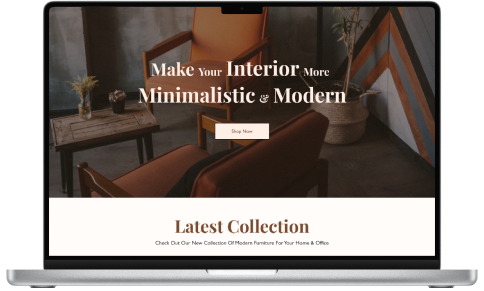 Make Your Interior More
Minimalistic & Modern
Shop Now
Latest Collection
Check Out Our New Collection Of Modern Furniture For Your Home & Office